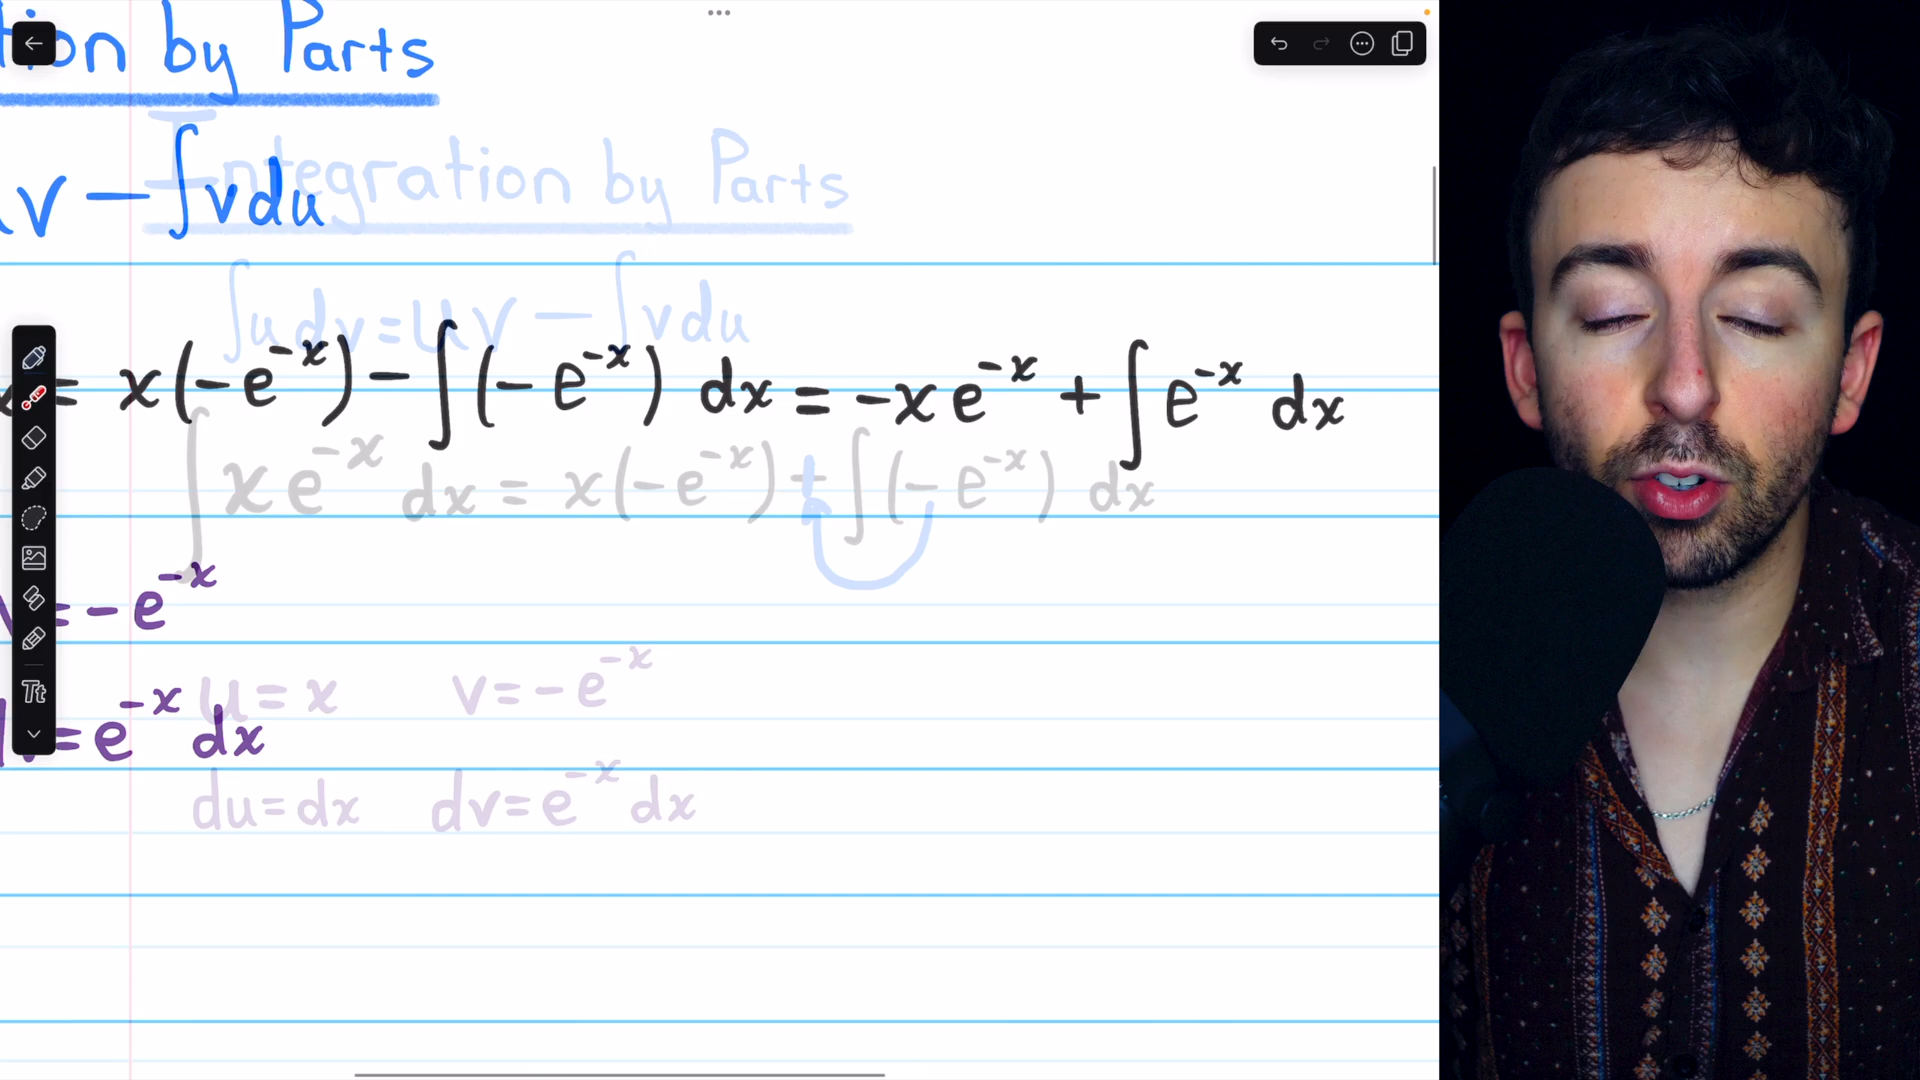 tion by Parts
Integration by Parts
v − ∫ v du
∫ u dv = uv − ∫ v du
= x(−e^{−x}) − ∫ (−e^{−x}) dx = −xe^{−x} + ∫ e^{−x} dx
∫ xe^{−x} dx = x(−e^{−x}) + ∫ (−e^{−x}) dx
= −e^{−x}
u = x v = −e^{−x}
= e^{−x} dx
du = dx dv = e^{−x} dx
Tt